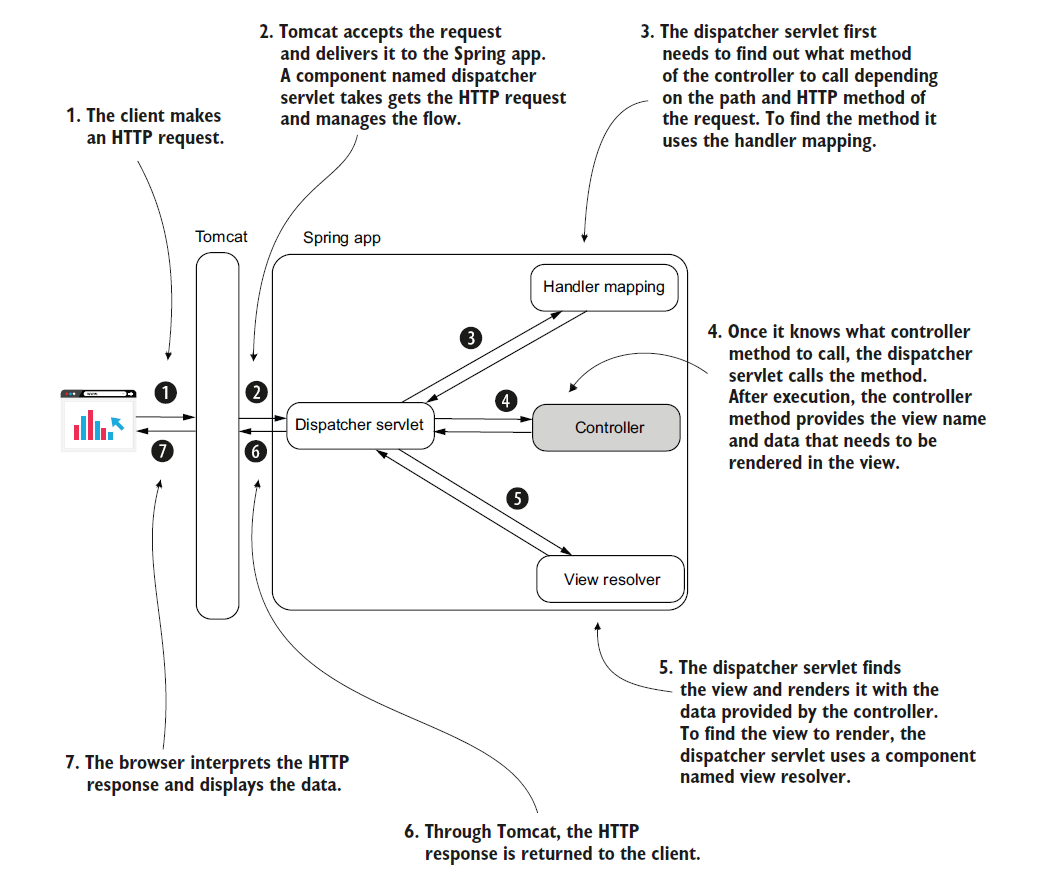 2. Tomcat accepts the request
and delivers it to the Spring app.
A component named dispatcher
servlet takes gets the HTTP request
and manages the flow.
3. The dispatcher servlet first
needs to find out what method
of the controller to call depending
on the path and HTTP method of
the request. To find the method it
uses the handler mapping.
1. The client makes
an HTTP request.
Tomcat
Spring app
Handler mapping
3
4. Once it knows what controller
method to call, the dispatcher
servlet calls the method.
After execution, the controller
method provides the view name
and data that needs to be
rendered in the view.
1
2
4
Dispatcher servlet
Controller
7
6
5
View resolver
5. The dispatcher servlet finds
the view and renders it with the
data provided by the controller.
To find the view to render, the
dispatcher servlet uses a component
named view resolver.
7. The browser interprets the HTTP
response and displays the data.
6. Through Tomcat, the HTTP
response is returned to the client.